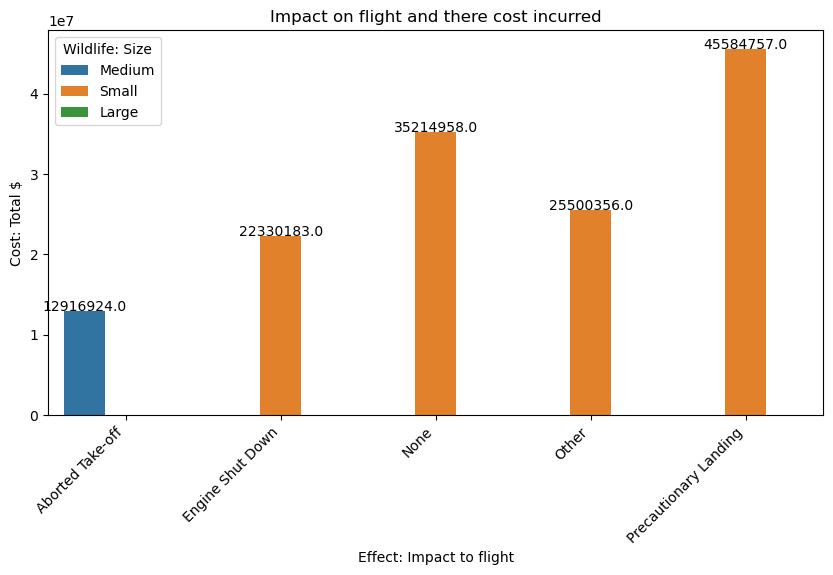 Impact on flight and there cost incurred
1e7
Wildlife: Size
Medium
Small
Large
45584757.0
35214958.0
25500356.0
22330183.0
12916924.0
Cost: Total $
4
3
2
1
0
Aborted Take-off
Engine Shut Down
None
Other
Precautionary Landing
Effect: Impact to flight